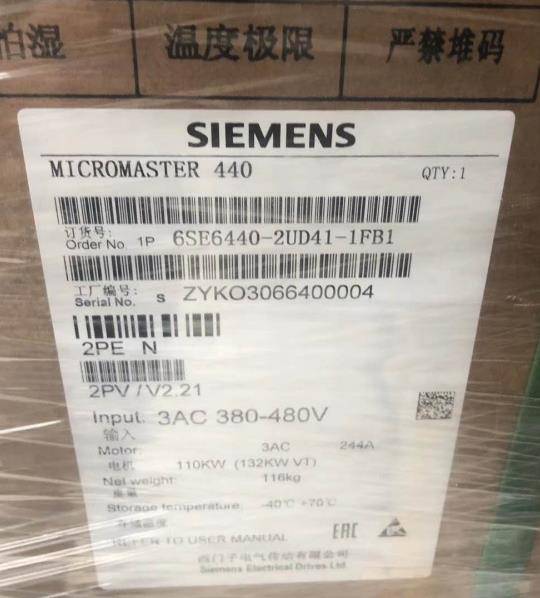 怕湿 温度极限 严禁堆码
SIEMENS
MICROMASTER 440 QTY:1
订货号:
Order No. 1P 6SE6440-2UD41-1FB1
工厂编号:
Serial No. S ZYKO3066400004
2PE N
2PV/V2.21
Input: 3AC 380-480V
输入
Motor: 3AC 244A
电机 110KW (132KW VT)
Net weight: 116kg
重量
Storage temperature: -40℃ +70℃
存储温度
REFER TO USER MANUAL EAC
西门子电气传动有限公司
Siemens Electrical Drives Ltd.